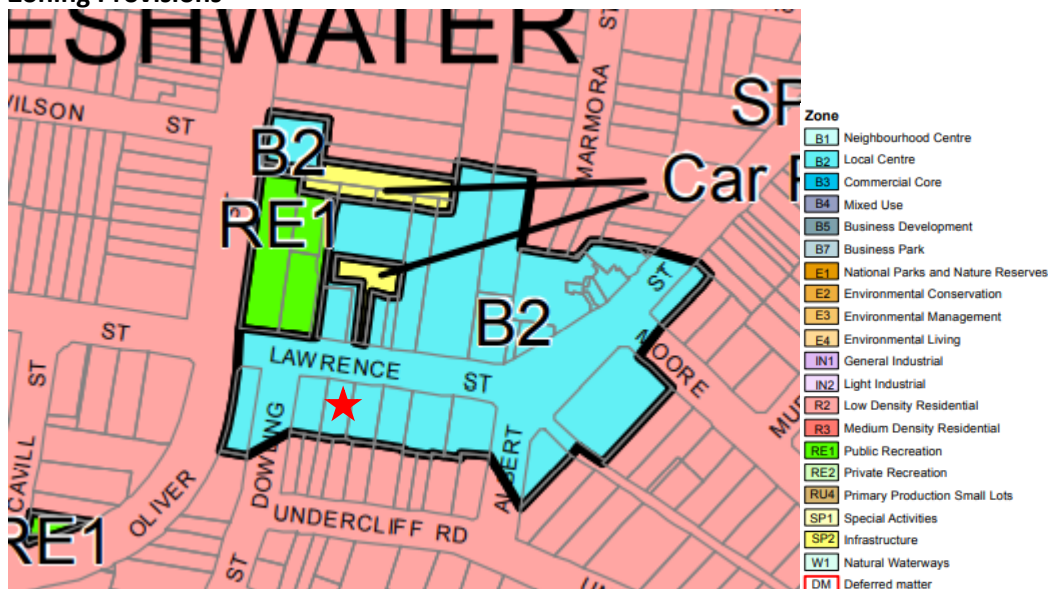 Zoning Provisions
ESHWATER
ILSON ST
ST
MARMORA
SP
B2
Car
RE1
ST
B2
ST
ST
LAWRENCE ST
MOORE
ST
DOWLING
ALBERT
CAVILL
OLIVER
UNDERCLIFF RD
RE1
ST
Zone
B1 Neighbourhood Centre
B2 Local Centre
B3 Commercial Core
B4 Mixed Use
B5 Business Development
B7 Business Park
E1 National Parks and Nature Reserves
E2 Environmental Conservation
E3 Environmental Management
E4 Environmental Living
IN1 General Industrial
IN2 Light Industrial
R2 Low Density Residential
R3 Medium Density Residential
RE1 Public Recreation
RE2 Private Recreation
RU4 Primary Production Small Lots
SP1 Special Activities
SP2 Infrastructure
W1 Natural Waterways
DM Deferred matter